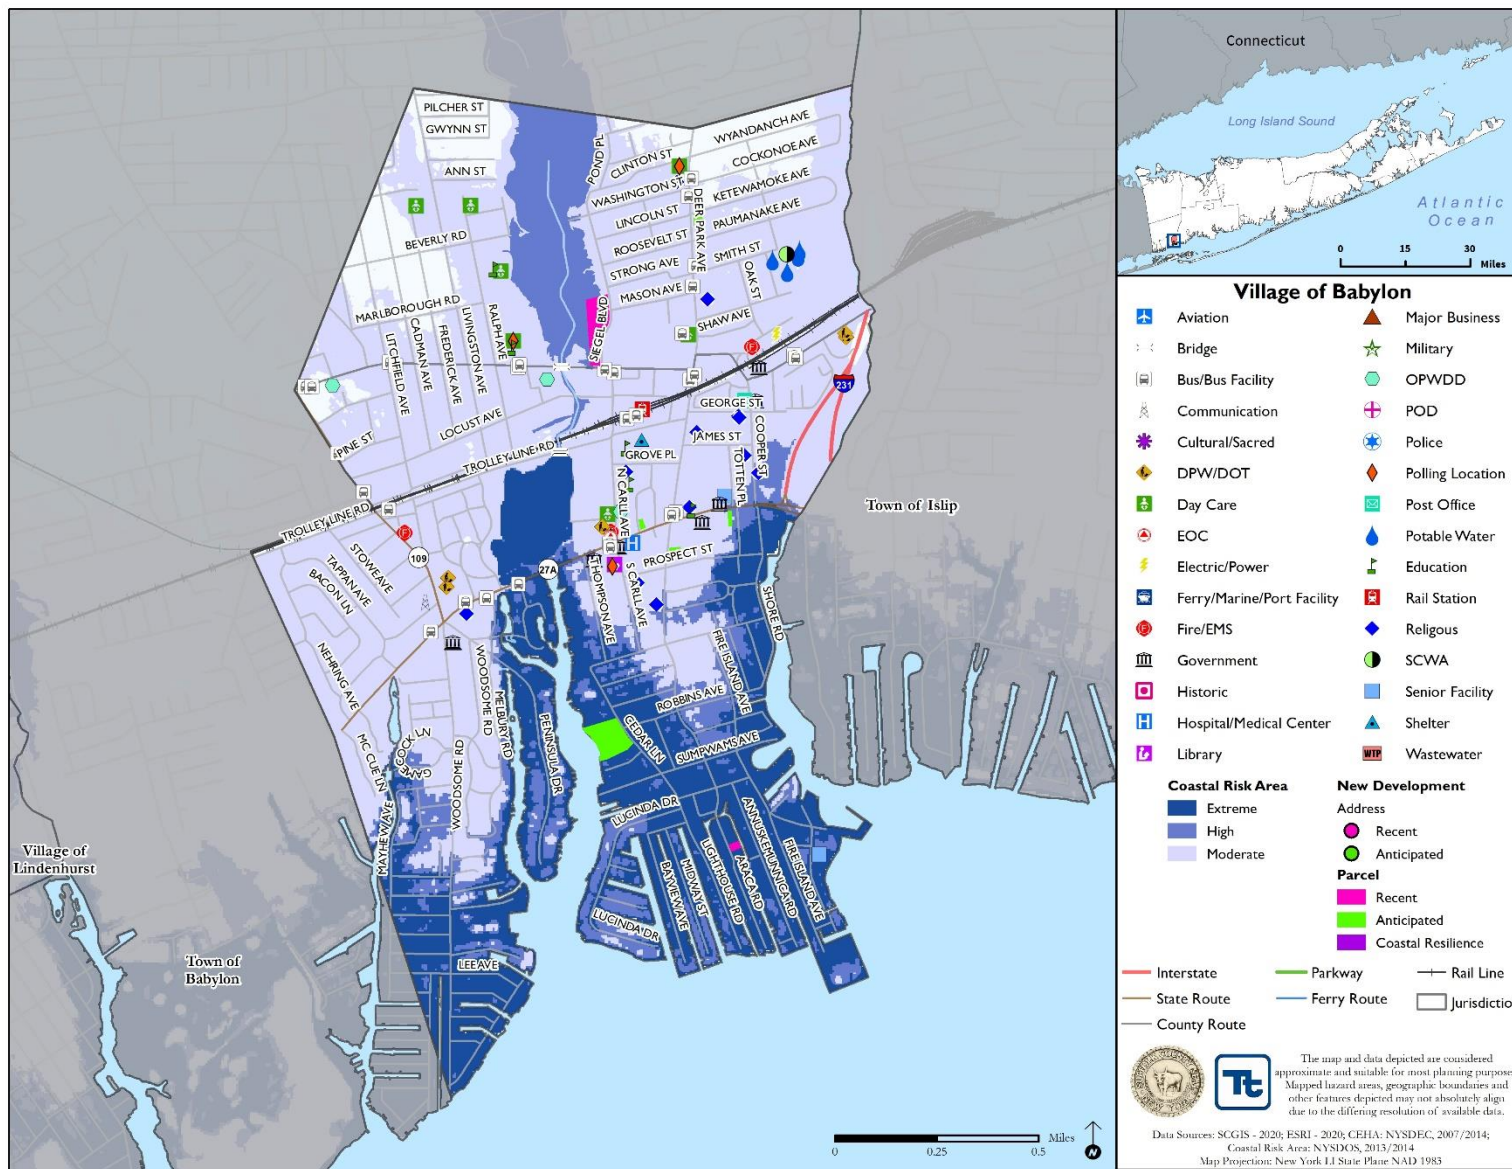 PILCHER ST
GWYNN ST
ANN ST
BEVERLY RD
MARLBOROUGH RD
LITCHFIELD AVE
CADMAN AVE
FREDERICK AVE
LIVINGSTON AVE
RALPH AVE
LOCUST AVE
PINE ST
POND PL
CLINTON ST
WASHINGTON ST
LINCOLN ST
ROOSEVELT ST
STRONG AVE
MASON AVE
SIEGEL BLVD
DEER PARK AVE
WYANDANCH AVE
COCKONOE AVE
KETEWAMOKE AVE
PAUMANAKE AVE
SMITH ST
OAK ST
SHAW AVE
231
GEORGE ST
JAMES ST
GROVE PL
COOPER ST
TOTTEN PL
N CARLL AVE
TROLLEY LINE RD
TROLLEY LINE RD
Town of Islip
STOWE AVE
TAPPAN AVE
BACON LN
109
27A
PROSPECT ST
THOMPSON AVE
S CARLL AVE
SHORE RD
FIRE ISLAND AVE
NEHRING AVE
WOODSOME RD
MELBURY RD
PENINSULA DR
ROBBINS AVE
CEDAR LN
SUMPWAMS AVE
MC CUE LN
GAME COCK LN
WOODSOME RD
MAYHEW AVE
LUCINDA DR
BAYVIEW AVE
MIDWAY ST
LIGHTHOUSE RD
ARACA RD
ANNUSKEMUNNICA RD
FIRE ISLAND AVE
LUCINDA DR
LEE AVE
Village of
Lindenhurst
Town of
Babylon
0 0.25 0.5 Miles
N
Connecticut
Long Island Sound
Atlantic
Ocean
0 15 30
Miles
Village of Babylon
Aviation
Major Business
Bridge
Military
Bus/Bus Facility
OPWDD
Communication
POD
Cultural/Sacred
Police
DPW/DOT
Polling Location
Day Care
Post Office
EOC
Potable Water
Electric/Power
Education
Ferry/Marine/Port Facility
Rail Station
Fire/EMS
Religous
Government
SCWA
Historic
Senior Facility
Hospital/Medical Center
Shelter
Library
WTP Wastewater
Coastal Risk Area
Extreme
High
Moderate
New Development
Address
Recent
Anticipated
Parcel
Recent
Anticipated
Coastal Resilience
Interstate
Parkway
Rail Line
State Route
Ferry Route
Jurisdictio
County Route
Tt
The map and data depicted are considered
approximate and suitable for most planning purpose
Mapped hazard areas, geographic boundaries and
other features depicted may not absolutely align
due to the differing resolution of available data.
Data Sources: SCGIS - 2020; ESRI - 2020; CEHA: NYSDEC, 2007/2014;
Coastal Risk Area: NYSDOS, 2013/2014
Map Projection: New York LI State Plane NAD 1983